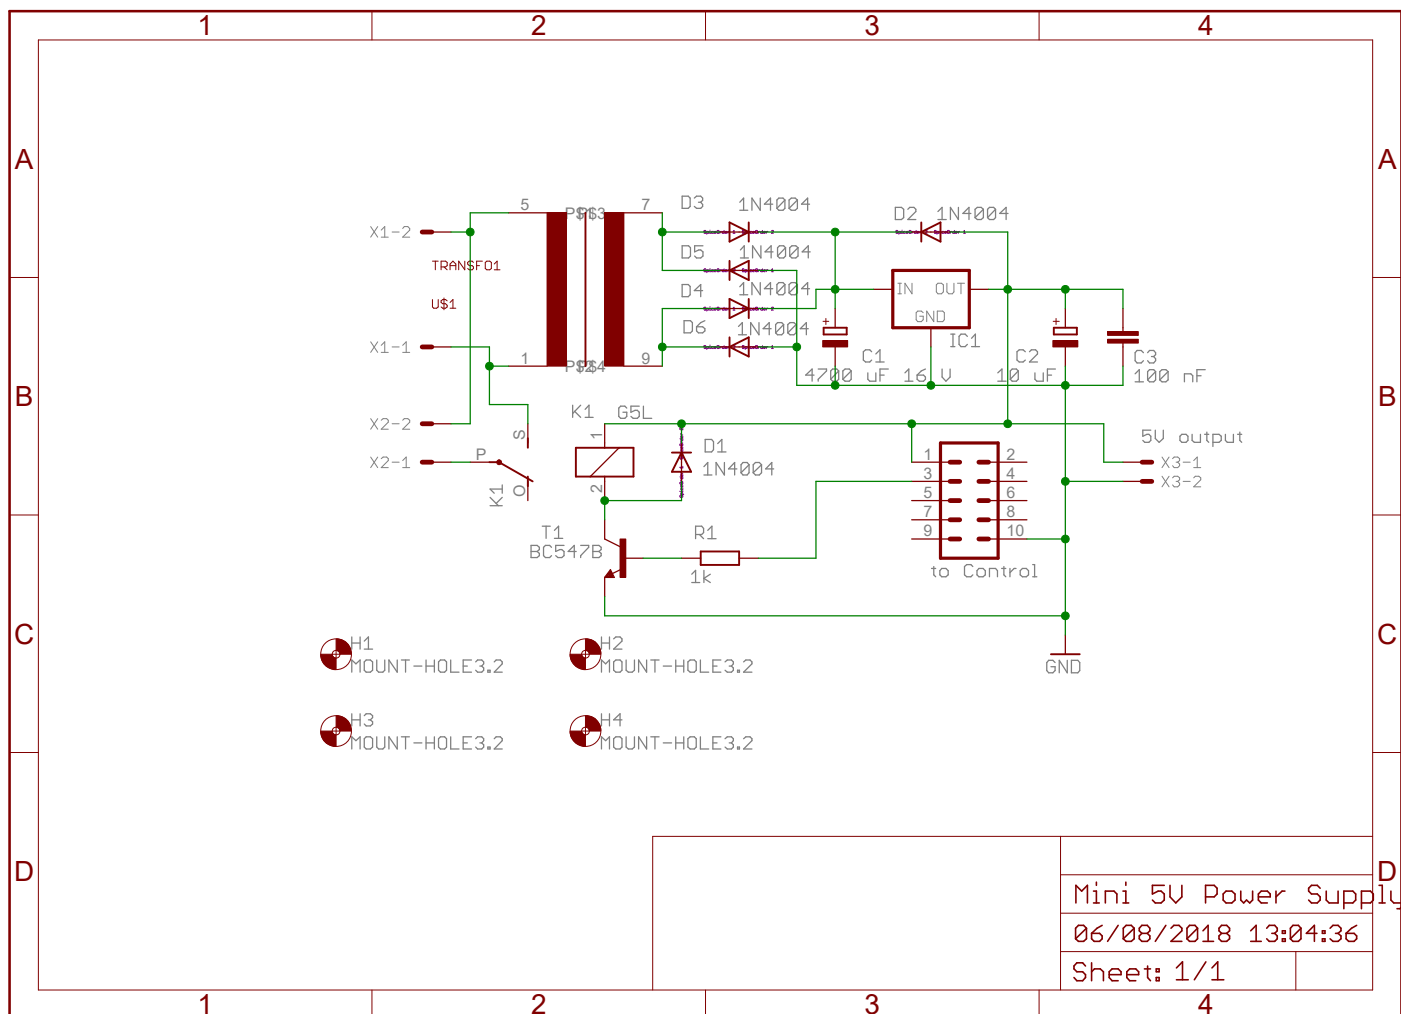 1 2 3 4
A A
D3 1N4004
5 7
D2 1N4004
X1-2
D5 1N4004
TRANSFO1
D4 1N4004
IN OUT
U$1
GND
D6 1N4004
IC1
X1-1
1 9
C1 C2 C3
4700 uF 16 V 10 uF 100 nF
B B
K1 G5L
X2-2
S 1
D1
5V output
X2-1 P
1N4004
1 2
X3-1
3 4
X3-2
K1 O 2
5 6
7 8
9 10
T1
BC547B
R1
1k
to Control
C C
H1
MOUNT-HOLE3.2
H2
MOUNT-HOLE3.2
GND
H3
MOUNT-HOLE3.2
H4
MOUNT-HOLE3.2
D D
Mini 5V Power Supply
06/08/2018 13:04:36
Sheet: 1/1
1 2 3 4